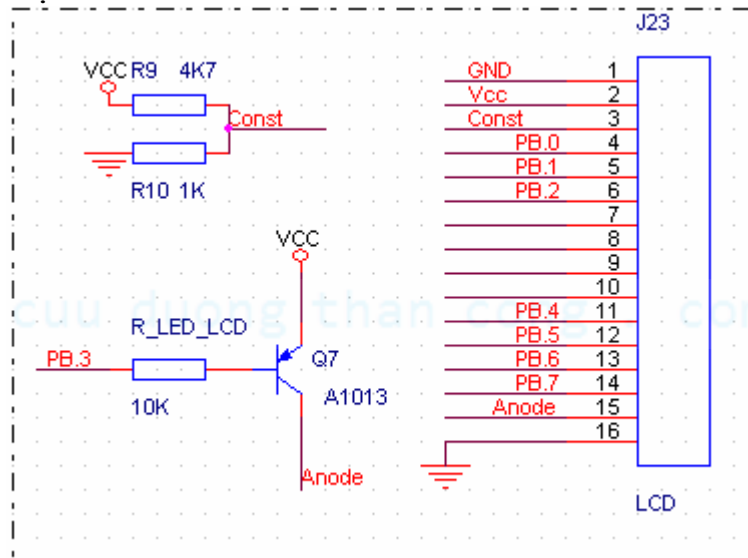 J23
VCC R9 4K7
Const
R10 1K
GND 1
Vcc 2
Const 3
PB.0 4
PB.1 5
PB.2 6
7
8
9
10
PB.4 11
PB.5 12
PB.6 13
PB.7 14
Anode 15
16
LCD
VCC
R_LED_LCD
PB.3
Q7
10K
A1013
Anode
cuu duong than cong . com